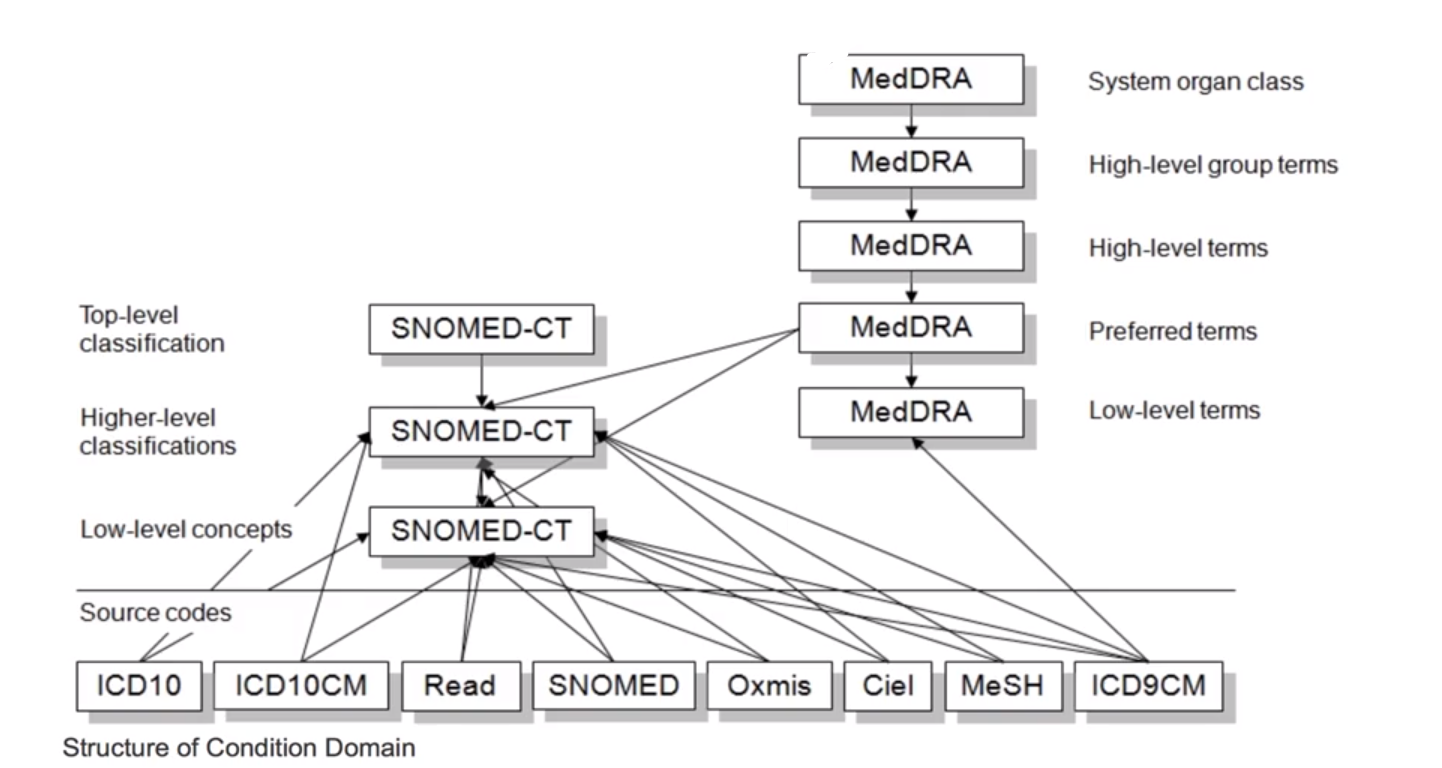 MedDRA System organ class
MedDRA High-level group terms
MedDRA High-level terms
Top-level
classification
SNOMED-CT
MedDRA Preferred terms
Higher-level
classifications
SNOMED-CT
MedDRA Low-level terms
Low-level concepts SNOMED-CT
Source codes
ICD10 ICD10CM Read SNOMED Oxmis Ciel MeSH ICD9CM
Structure of Condition Domain